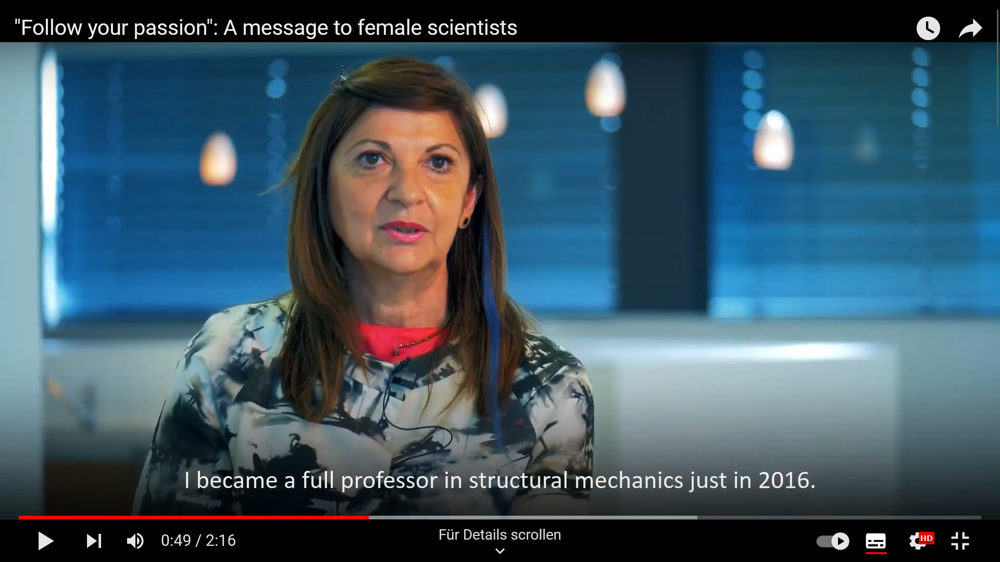 "Follow your passion": A message to female scientists
I became a full professor in structural mechanics just in 2016.
0:49 / 2:16
Für Details scrollen
HD